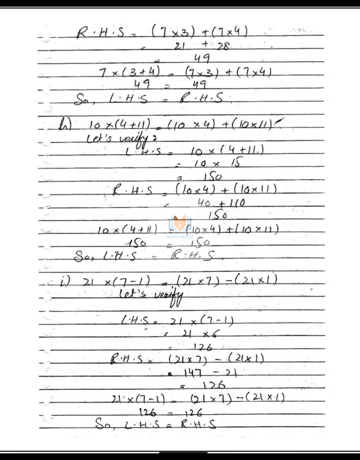 R.H.S = (7×3)+(7×4)
= 21 + 28
= 49
7×(3+4) = (7×3)+(7×4)
49 = 49
So, L.H.S = R.H.S.
h) 10×(4+11) = (10×4)+(10×11)
Let's verify:
L.H.S = 10×(4+11)
= 10 × 15
= 150
R.H.S = (10×4)+(10×11)
= 40 + 110
150
10×(4+11) = (10×4)+(10×11)
150 = 150
So, L.H.S = R.H.S.
i) 21×(7-1) = (21×7)-(21×1)
Let's verify
L.H.S = 21×(7-1)
= 21×6
= 126
R.H.S = (21×7) - (21×1)
= 147 - 21
= 126
21×(7-1) = (21×7)-(21×1)
126 = 126
So, L.H.S = R.H.S